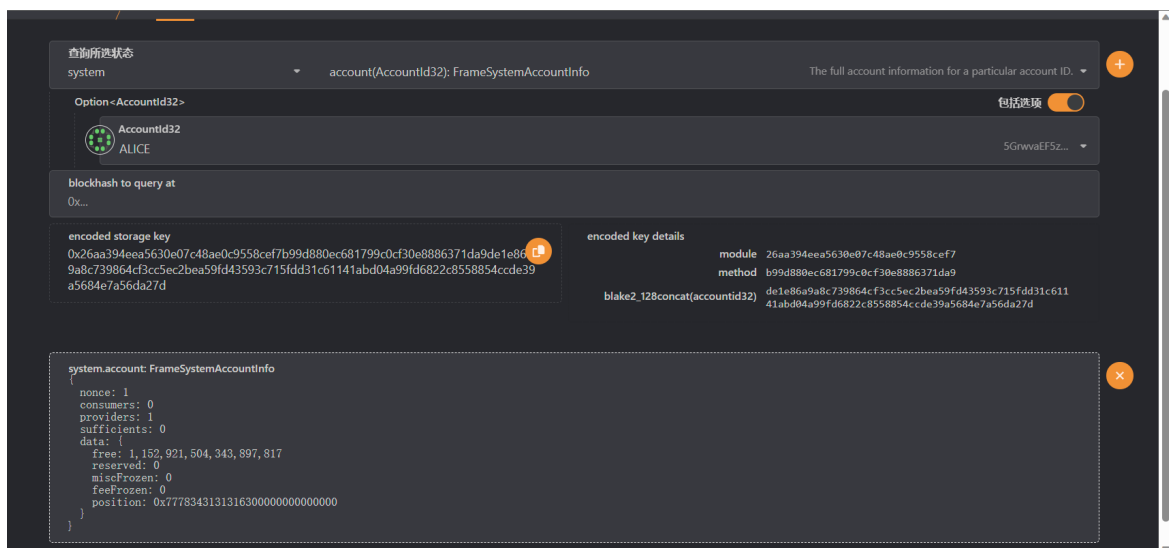 查询所选状态
system
account(AccountId32): FrameSystemAccountInfo
The full account information for a particular account ID.
Option<AccountId32>
包括选项
AccountId32
ALICE
5GrwvaEF5z...
blockhash to query at
0x...
encoded storage key
0x26aa394eea5630e07c48ae0c9558cef7b99d880ec681799c0cf30e8886371da9de1e86
9a8c739864cf3cc5ec2bea59fd43593c715fdd31c61141abd04a99fd6822c8558854ccde39
a5684e7a56da27d
encoded key details
module 26aa394eea5630e07c48ae0c9558cef7
method b99d880ec681799c0cf30e8886371da9
blake2_128concat(accountid32) de1e86a9a8c739864cf3cc5ec2bea59fd43593c715fdd31c611
41abd04a99fd6822c8558854ccde39a5684e7a56da27d
system.account: FrameSystemAccountInfo
{
nonce: 1
consumers: 0
providers: 1
sufficients: 0
data: {
free: 1,152,921,504,343,897,817
reserved: 0
miscFrozen: 0
feeFrozen: 0
position: 0x77783431313163000000000000000
}
}